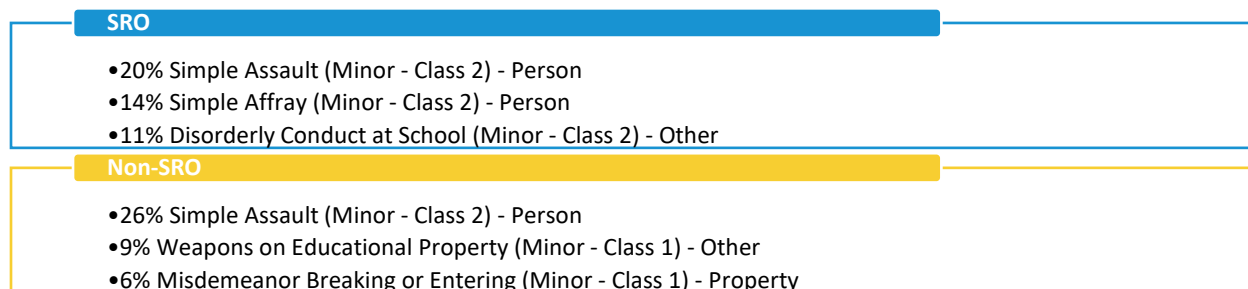 SRO
•20% Simple Assault (Minor - Class 2) - Person
•14% Simple Affray (Minor - Class 2) - Person
•11% Disorderly Conduct at School (Minor - Class 2) - Other
Non-SRO
•26% Simple Assault (Minor - Class 2) - Person
•9% Weapons on Educational Property (Minor - Class 1) - Other
•6% Misdemeanor Breaking or Entering (Minor - Class 1) - Property